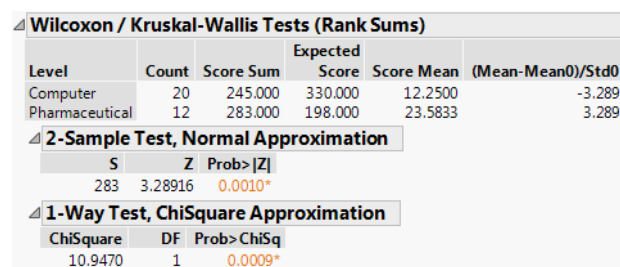 Wilcoxon / Kruskal-Wallis Tests (Rank Sums)
Expected
Level Count Score Sum Score Score Mean (Mean-Mean0)/Std0
Computer 20 245.000 330.000 12.2500 -3.289
Pharmaceutical 12 283.000 198.000 23.5833 3.289
2-Sample Test, Normal Approximation
S Z Prob>|Z|
283 3.28916 0.0010*
1-Way Test, ChiSquare Approximation
ChiSquare DF Prob>ChiSq
10.9470 1 0.0009*